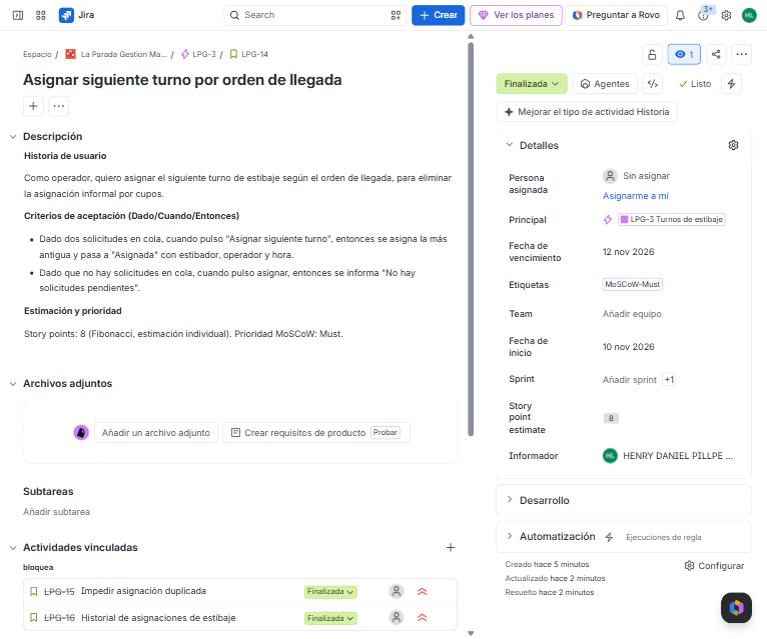 Jira
Search
+ Crear
Ver los planes
Preguntar a Rovo
3+
HL
Espacio / La Parada Gestion Ma... / LPG-3 / LPG-14
Asignar siguiente turno por orden de llegada
Descripción
Historia de usuario
Como operador, quiero asignar el siguiente turno de estibaje según el orden de llegada, para eliminar
la asignación informal por cupos.
Criterios de aceptación (Dado/Cuando/Entonces)
• Dado dos solicitudes en cola, cuando pulso "Asignar siguiente turno", entonces se asigna la más
antigua y pasa a "Asignada" con estibador, operador y hora.
• Dado que no hay solicitudes en cola, cuando pulso asignar, entonces se informa "No hay
solicitudes pendientes".
Estimación y prioridad
Story points: 8 (Fibonacci, estimación individual). Prioridad MoSCoW: Must.
Archivos adjuntos
Añadir un archivo adjunto
Crear requisitos de producto Probar
Subtareas
Añadir subtarea
Actividades vinculadas
bloquea
LPG-15 Impedir asignación duplicada Finalizada
LPG-16 Historial de asignaciones de estibaje Finalizada
1
Finalizada
Agentes
Listo
Mejorar el tipo de actividad Historia
Detalles
Persona
asignada
Sin asignar
Asignarme a mí
Principal
LPG-3 Turnos de estibaje
Fecha de
vencimiento
12 nov 2026
Etiquetas
MoSCoW-Must
Team
Añadir equipo
Fecha de
inicio
10 nov 2026
Sprint
Añadir sprint +1
Story
point
estimate
8
Informador
HL HENRY DANIEL PILLPE ...
Desarrollo
Automatización Ejecuciones de regla
Creado hace 5 minutos
Actualizado hace 2 minutos
Resuelto hace 2 minutos
Configurar